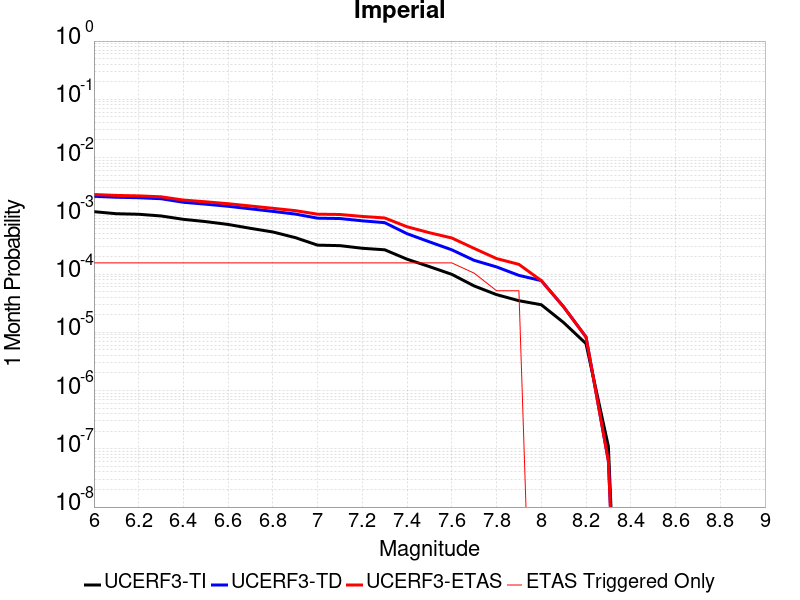 Imperial
10 0
10 -1
10 -2
10 -3
10 -4
10 -5
10 -6
10 -7
10 -8
1 Month Probability
6 6.2 6.4 6.6 6.8 7 7.2 7.4 7.6 7.8 8 8.2 8.4 8.6 8.8 9
Magnitude
UCERF3-TI UCERF3-TD UCERF3-ETAS ETAS Triggered Only